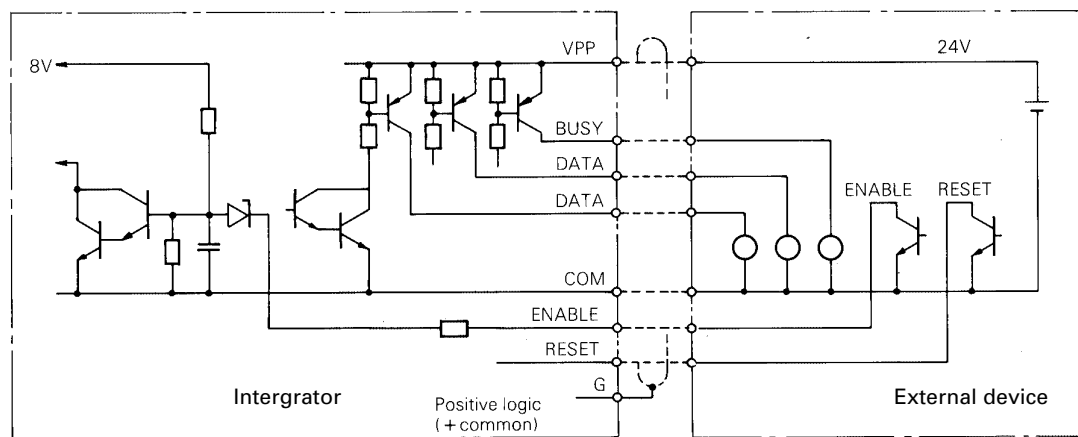 VPP
24V
8V
BUSY
DATA
DATA
ENABLE
RESET
COM
ENABLE
RESET
G
Intergrator
External device
Positive logic
(+common)